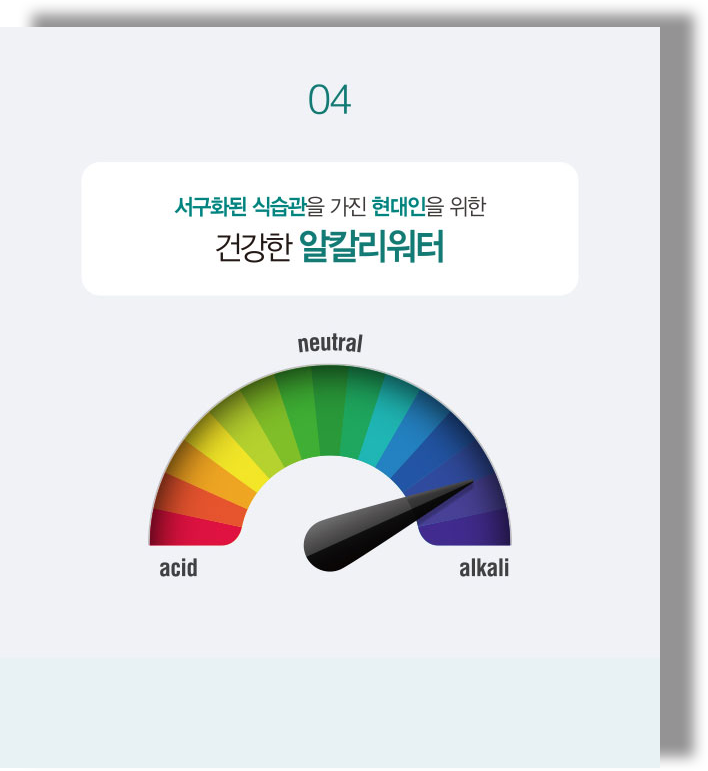 04
서구화된 식습관을 가진 현대인을 위한
건강한 알칼리워터
neutral
acid
alkali